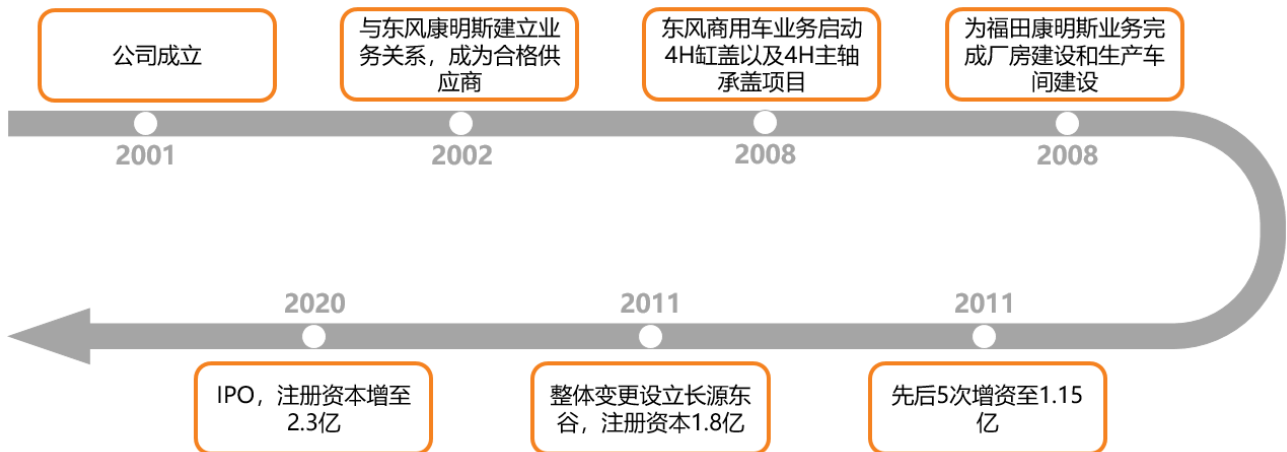 公司成立
2001
与东风康明斯建立业
务关系，成为合格供
应商
2002
东风商用车业务启动
4H缸盖以及4H主轴
承盖项目
2008
为福田康明斯业务完
成厂房建设和生产车
间建设
2008
2011
先后5次增资至1.15
亿
2011
整体变更设立长源东
谷，注册资本1.8亿
2020
IPO，注册资本增至
2.3亿